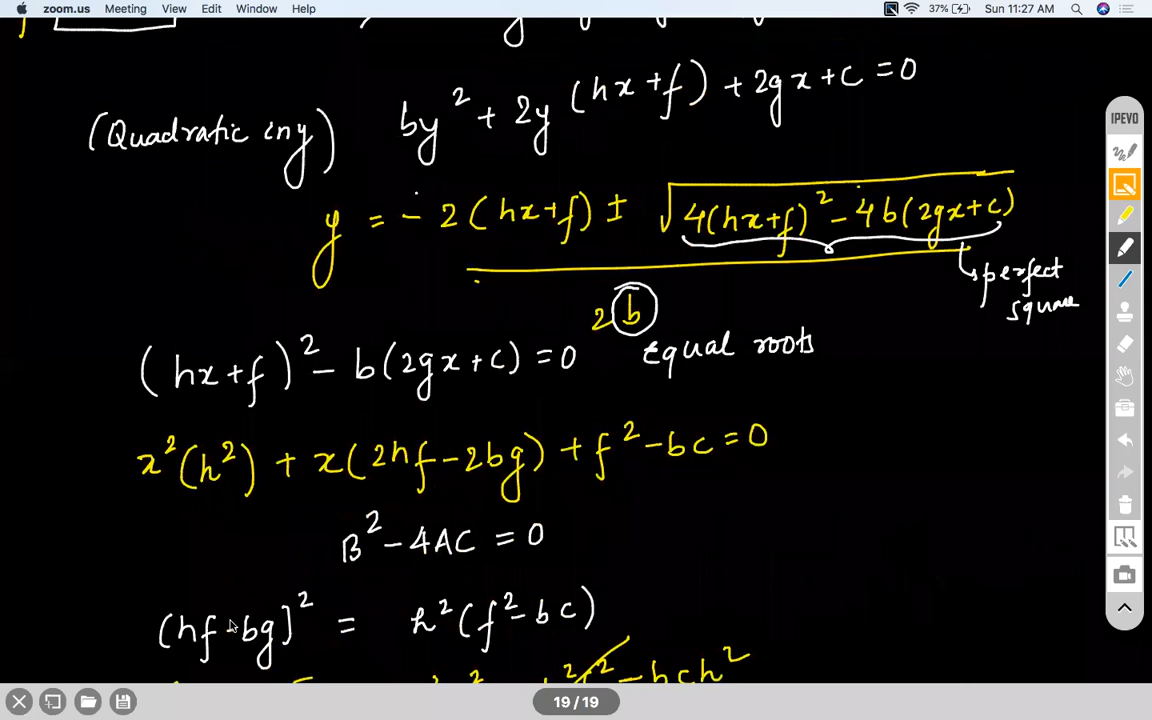 zoom.us Meeting View Edit Window Help 37% Sun 11:27 AM
(Quadratic in y) by² + 2y (hx+f) + 2gx+c = 0
y = - 2(hx+f) ± √4(hx+f)² - 4b(2gx+c)
perfect square
2b
(hx+f)² - b(2gx+c) = 0 Equal roots
x²(h²) + x(2hf-2bg) + f²-bc = 0
B² - 4AC = 0
(hf-bg)² = h²(f²-bc)
IPEVO
19 / 19